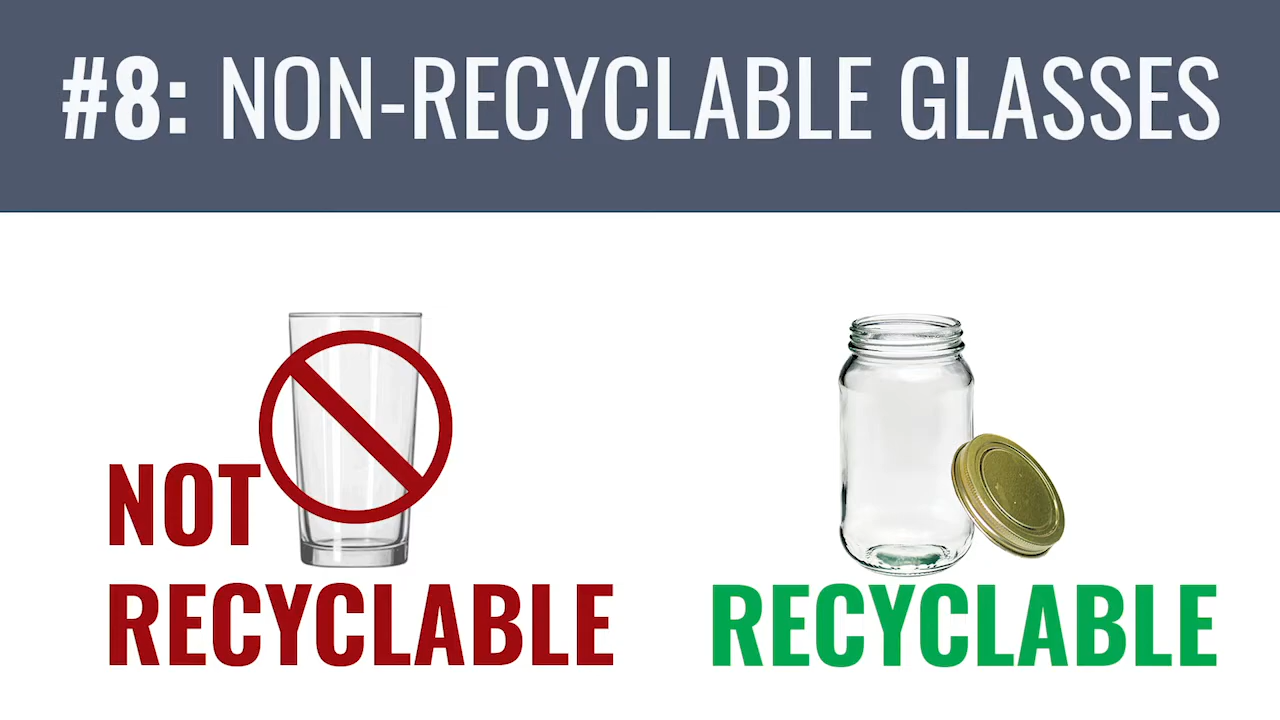 #8: NON-RECYCLABLE GLASSES
NOT
RECYCLABLE
RECYCLABLE